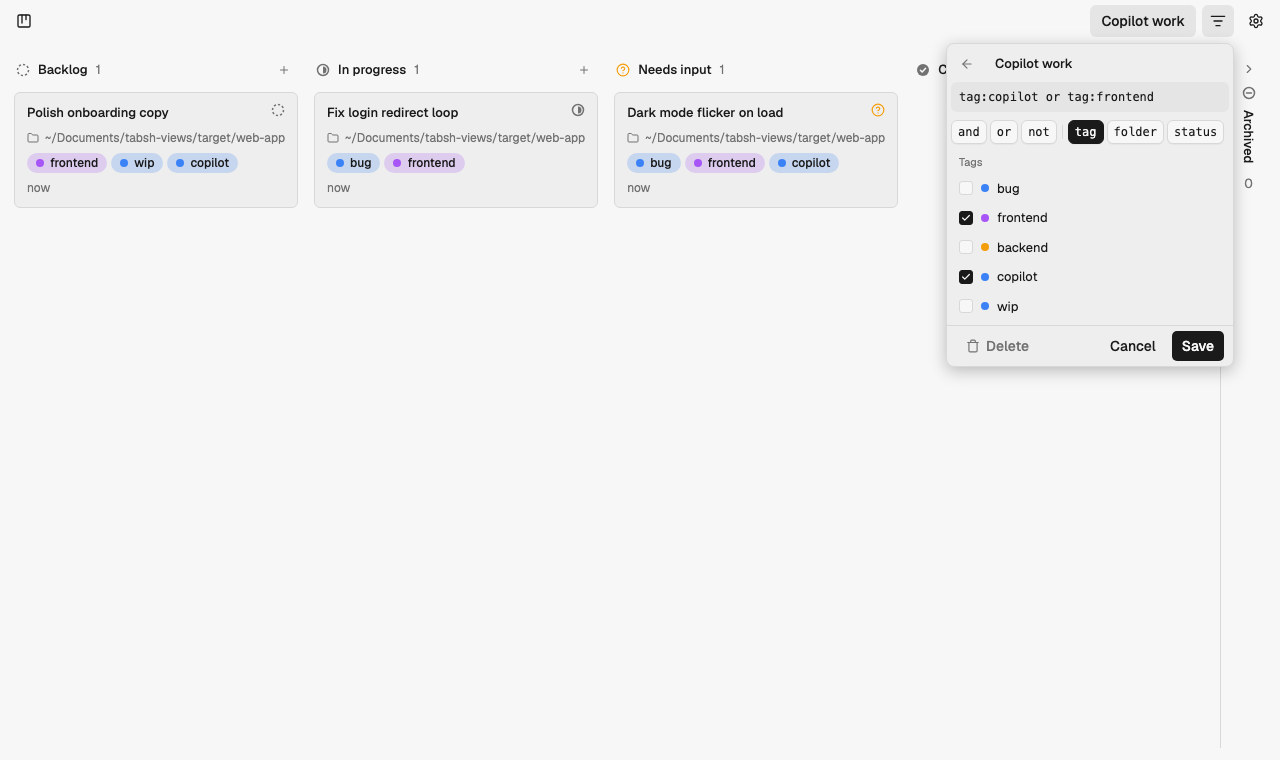 Copilot work
Backlog 1
Polish onboarding copy
~/Documents/tabsh-views/target/web-app
frontend wip copilot
now
In progress 1
Fix login redirect loop
~/Documents/tabsh-views/target/web-app
bug frontend
now
Needs input 1
Dark mode flicker on load
~/Documents/tabsh-views/target/web-app
bug frontend copilot
now
Copilot work
tag:copilot or tag:frontend
and or not tag folder status
Tags
bug
frontend
backend
copilot
wip
Delete Cancel Save
Archived
0